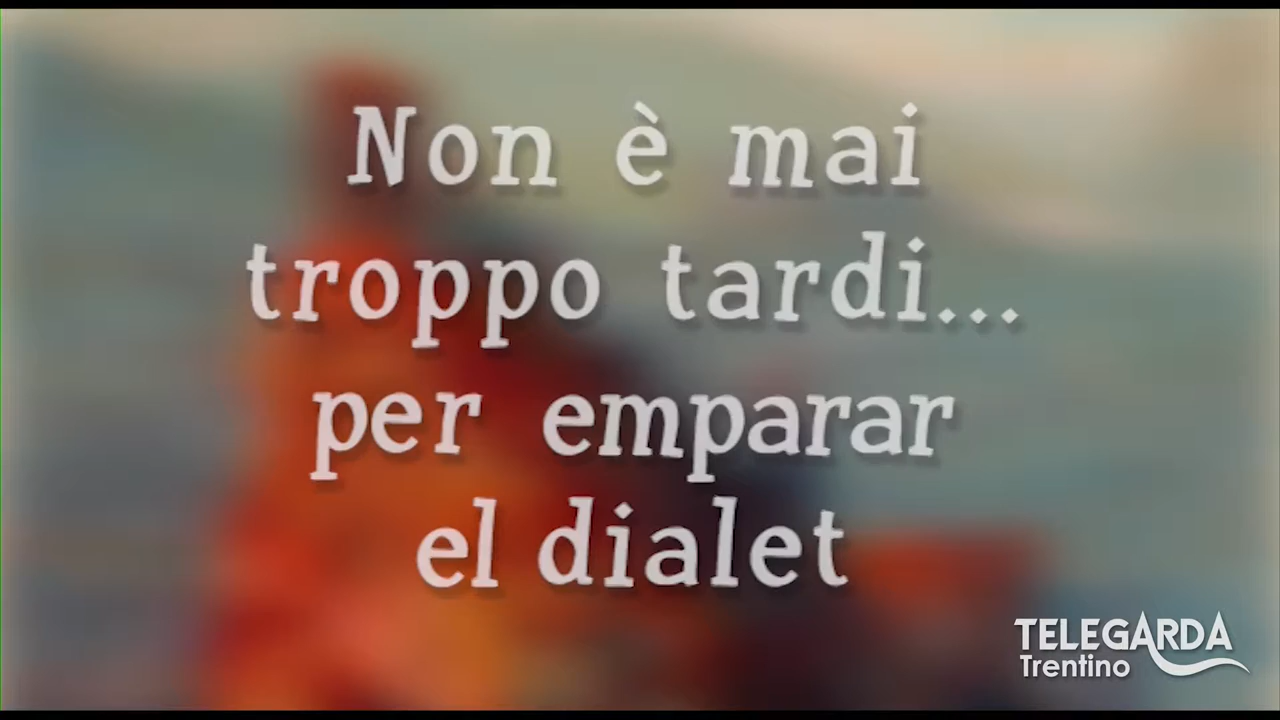 Non è mai
troppo tardi...
per emparar
el dialet
TELEGARDA
Trentino